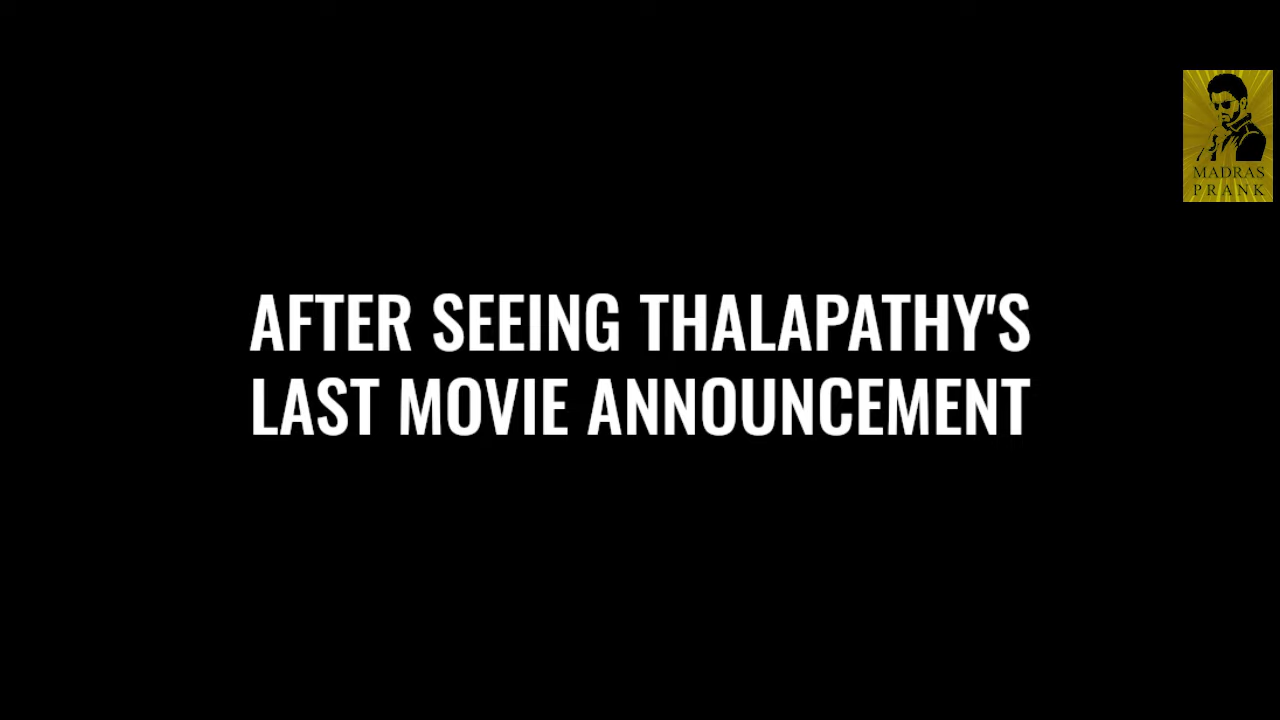 MADRAS
PRANK
AFTER SEEING THALAPATHY'S
LAST MOVIE ANNOUNCEMENT